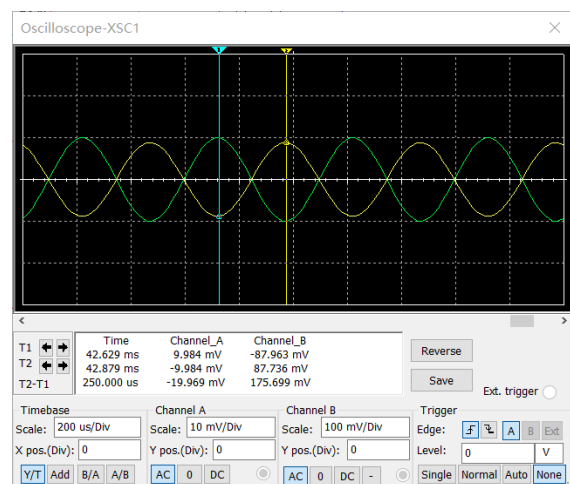 Oscilloscope-XSC1
1 2
T1
T2
T2-T1
Time Channel_A Channel_B
42.629 ms 9.984 mV -87.963 mV
42.879 ms -9.984 mV 87.736 mV
250.000 us -19.969 mV 175.699 mV
Reverse
Save
Ext. trigger
Timebase
Scale: 200 us/Div
X pos.(Div): 0
Y/T Add B/A A/B
Channel A
Scale: 10 mV/Div
Y pos.(Div): 0
AC 0 DC
Channel B
Scale: 100 mV/Div
Y pos.(Div): 0
AC 0 DC -
Trigger
Edge: A B Ext
Level: 0 V
Single Normal Auto None